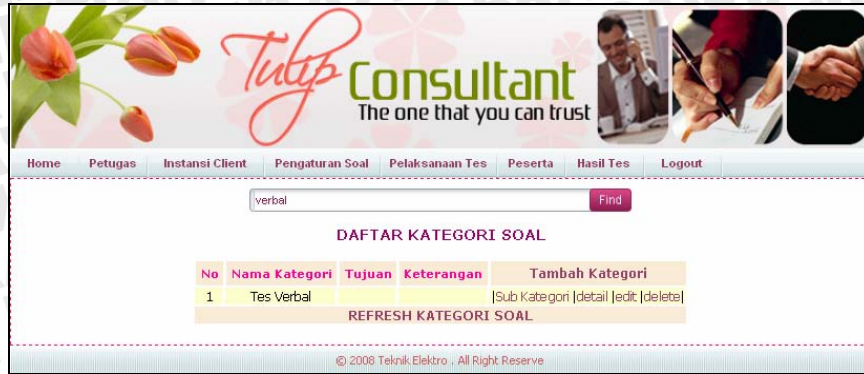 Tulip Consultant
The one that you can trust
Home Petugas Instansi Client Pengaturan Soal Pelaksanaan Tes Peserta Hasil Tes Logout
verbal Find
DAFTAR KATEGORI SOAL
No Nama Kategori Tujuan Keterangan Tambah Kategori
1 Tes Verbal |Sub Kategori |detail |edit |delete|
REFRESH KATEGORI SOAL
© 2008 Teknik Elektro . All Right Reserve